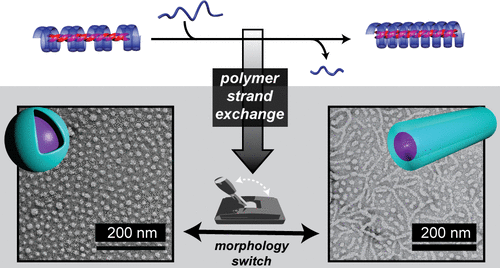 polymer
strand
exchange
200 nm
200 nm
morphology
switch